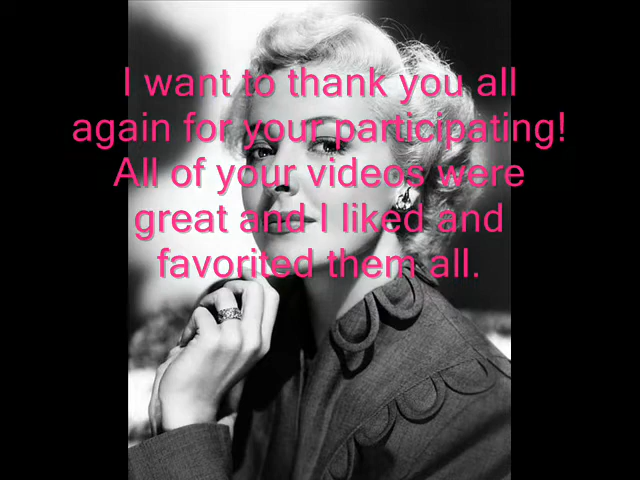 I want to thank you all
again for your participating!
All of your videos were
great and I liked and
favorited them all.